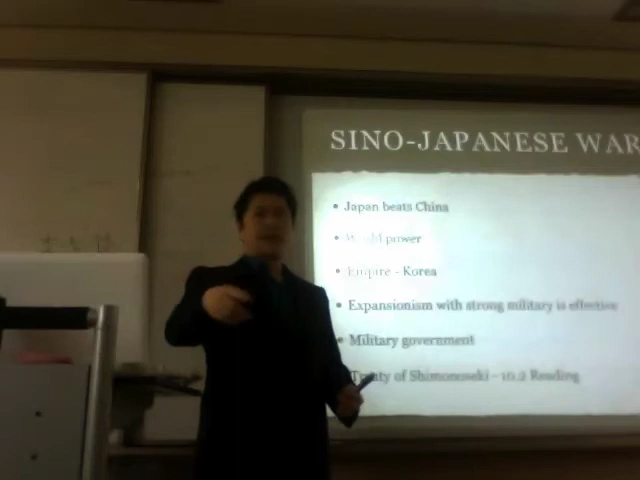 SINO-JAPANESE WAR
• Japan beats China
• World power
• Empire - Korea
• Expansionism with strong military is effective
• Military government
• Treaty of Shimonoseki - 10.2 Reading